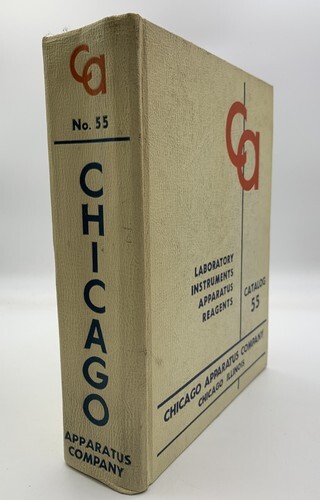 Ca
No. 55
CHICAGO
APPARATUS
COMPANY
Ca
LABORATORY
INSTRUMENTS
APPARATUS
REAGENTS
CATALOG
55
CHICAGO APPARATUS COMPANY
CHICAGO ILLINOIS